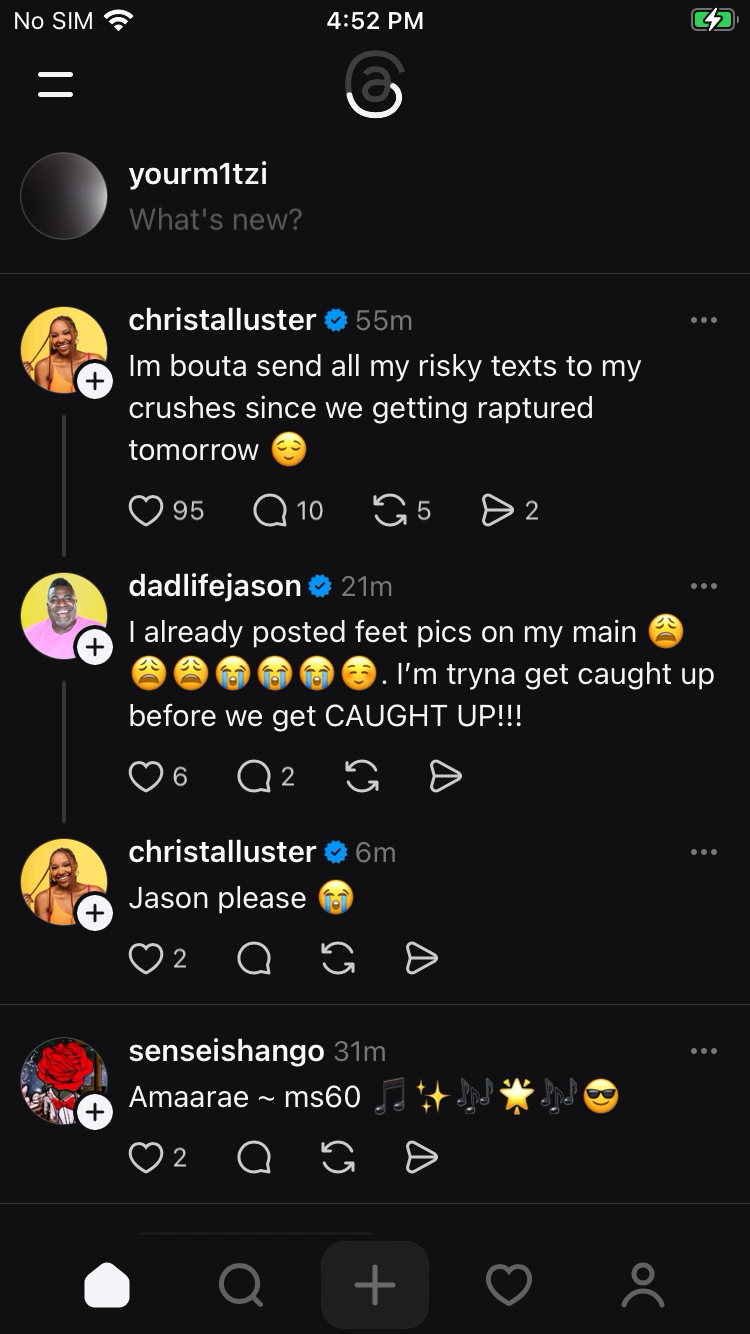 No SIM 4:52 PM
yourm1tzi
What's new?
christalluster 55m
Im bouta send all my risky texts to my
crushes since we getting raptured
tomorrow 😌
95 10 5 2
dadlifejason 21m
I already posted feet pics on my main 😩
😩😩😭😭😭☺️. I’m tryna get caught up
before we get CAUGHT UP!!!
6 2
christalluster 6m
Jason please 😭
2
senseishango 31m
Amaarae ~ ms60 🎵✨🎶🌟🎶😎
2